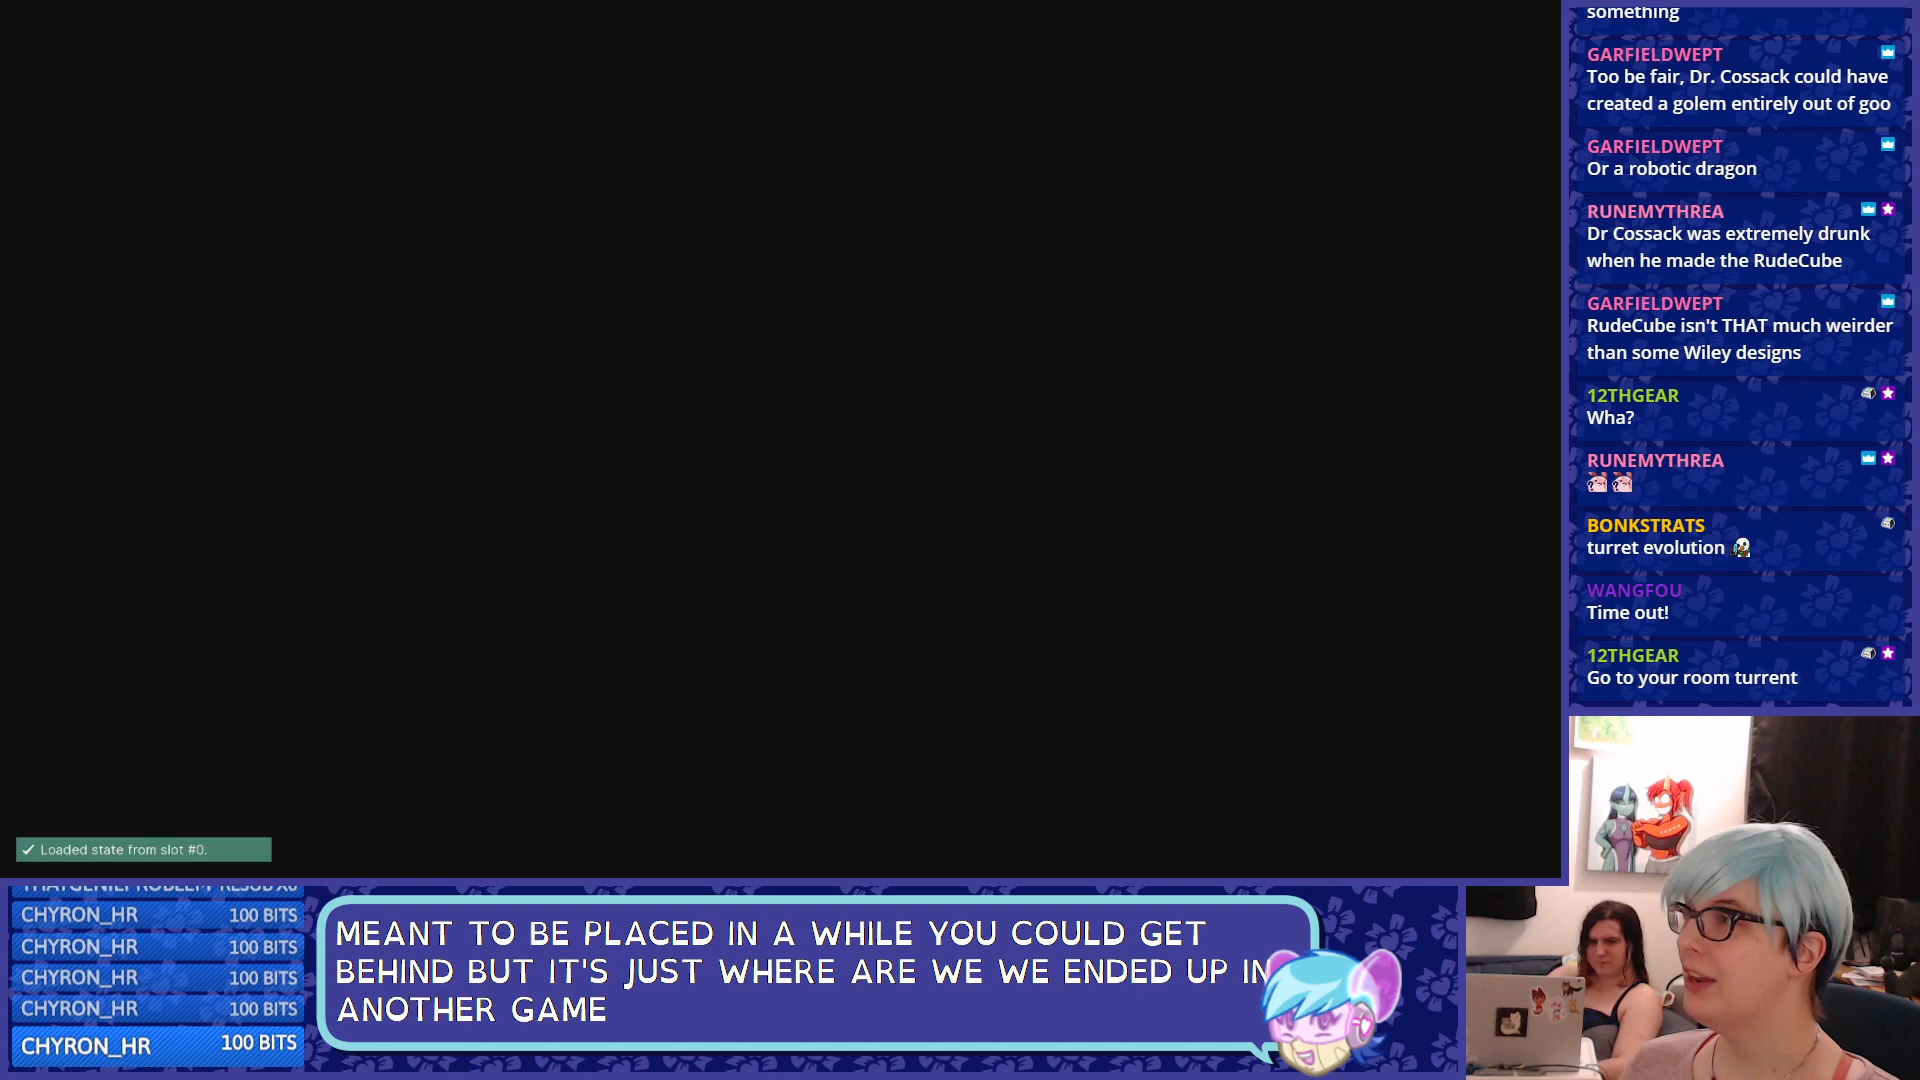 something
GARFIELDWEPT
Too be fair, Dr. Cossack could have
created a golem entirely out of goo
GARFIELDWEPT
Or a robotic dragon
RUNEMYTHREA
Dr Cossack was extremely drunk
when he made the RudeCube
GARFIELDWEPT
RudeCube isn't THAT much weirder
than some Wiley designs
12THGEAR
Wha?
RUNEMYTHREA
BONKSTRATS
turret evolution
WANGFOU
Time out!
12THGEAR
Go to your room turrent
Loaded state from slot #0.
CHYRON_HR 100 BITS
CHYRON_HR 100 BITS
CHYRON_HR 100 BITS
CHYRON_HR 100 BITS
CHYRON_HR 100 BITS
MEANT TO BE PLACED IN A WHILE YOU COULD GET
BEHIND BUT IT'S JUST WHERE ARE WE WE ENDED UP IN
ANOTHER GAME